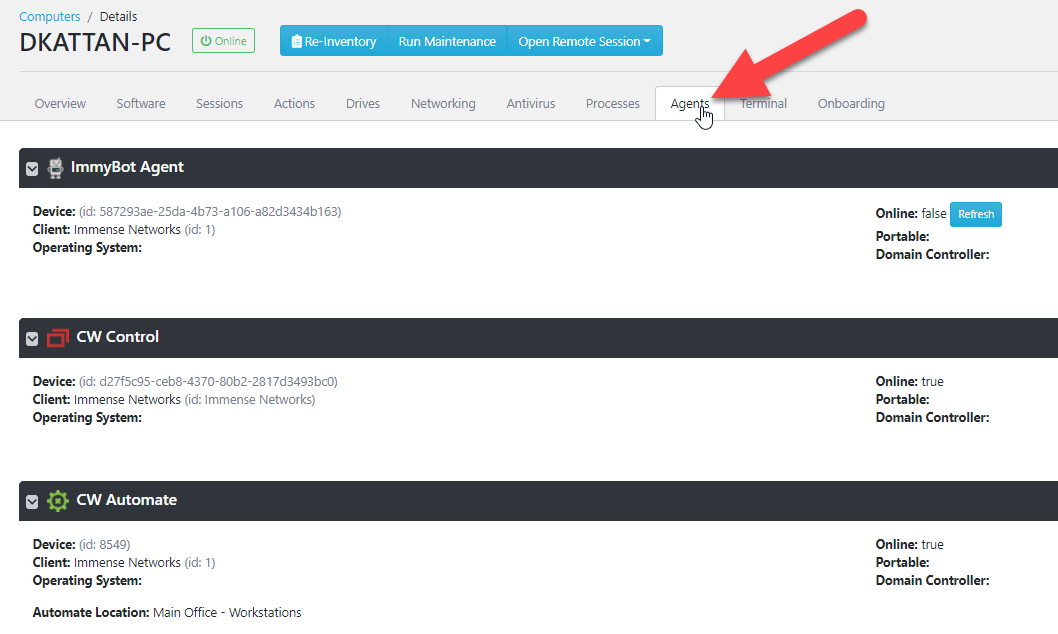 Computers / Details
DKATTAN-PC Online Re-Inventory Run Maintenance Open Remote Session
Overview Software Sessions Actions Drives Networking Antivirus Processes Agents Terminal Onboarding
ImmyBot Agent
Device: (id: 587293ae-25da-4b73-a106-a82d3434b163)
Client: Immense Networks (id: 1)
Operating System:
Online: false Refresh
Portable:
Domain Controller:
CW Control
Device: (id: d27f5c95-ceb8-4370-80b2-2817d3493bc0)
Client: Immense Networks (id: Immense Networks)
Operating System:
Online: true
Portable:
Domain Controller:
CW Automate
Device: (id: 8549)
Client: Immense Networks (id: 1)
Operating System:
Automate Location: Main Office - Workstations
Online: true
Portable:
Domain Controller: